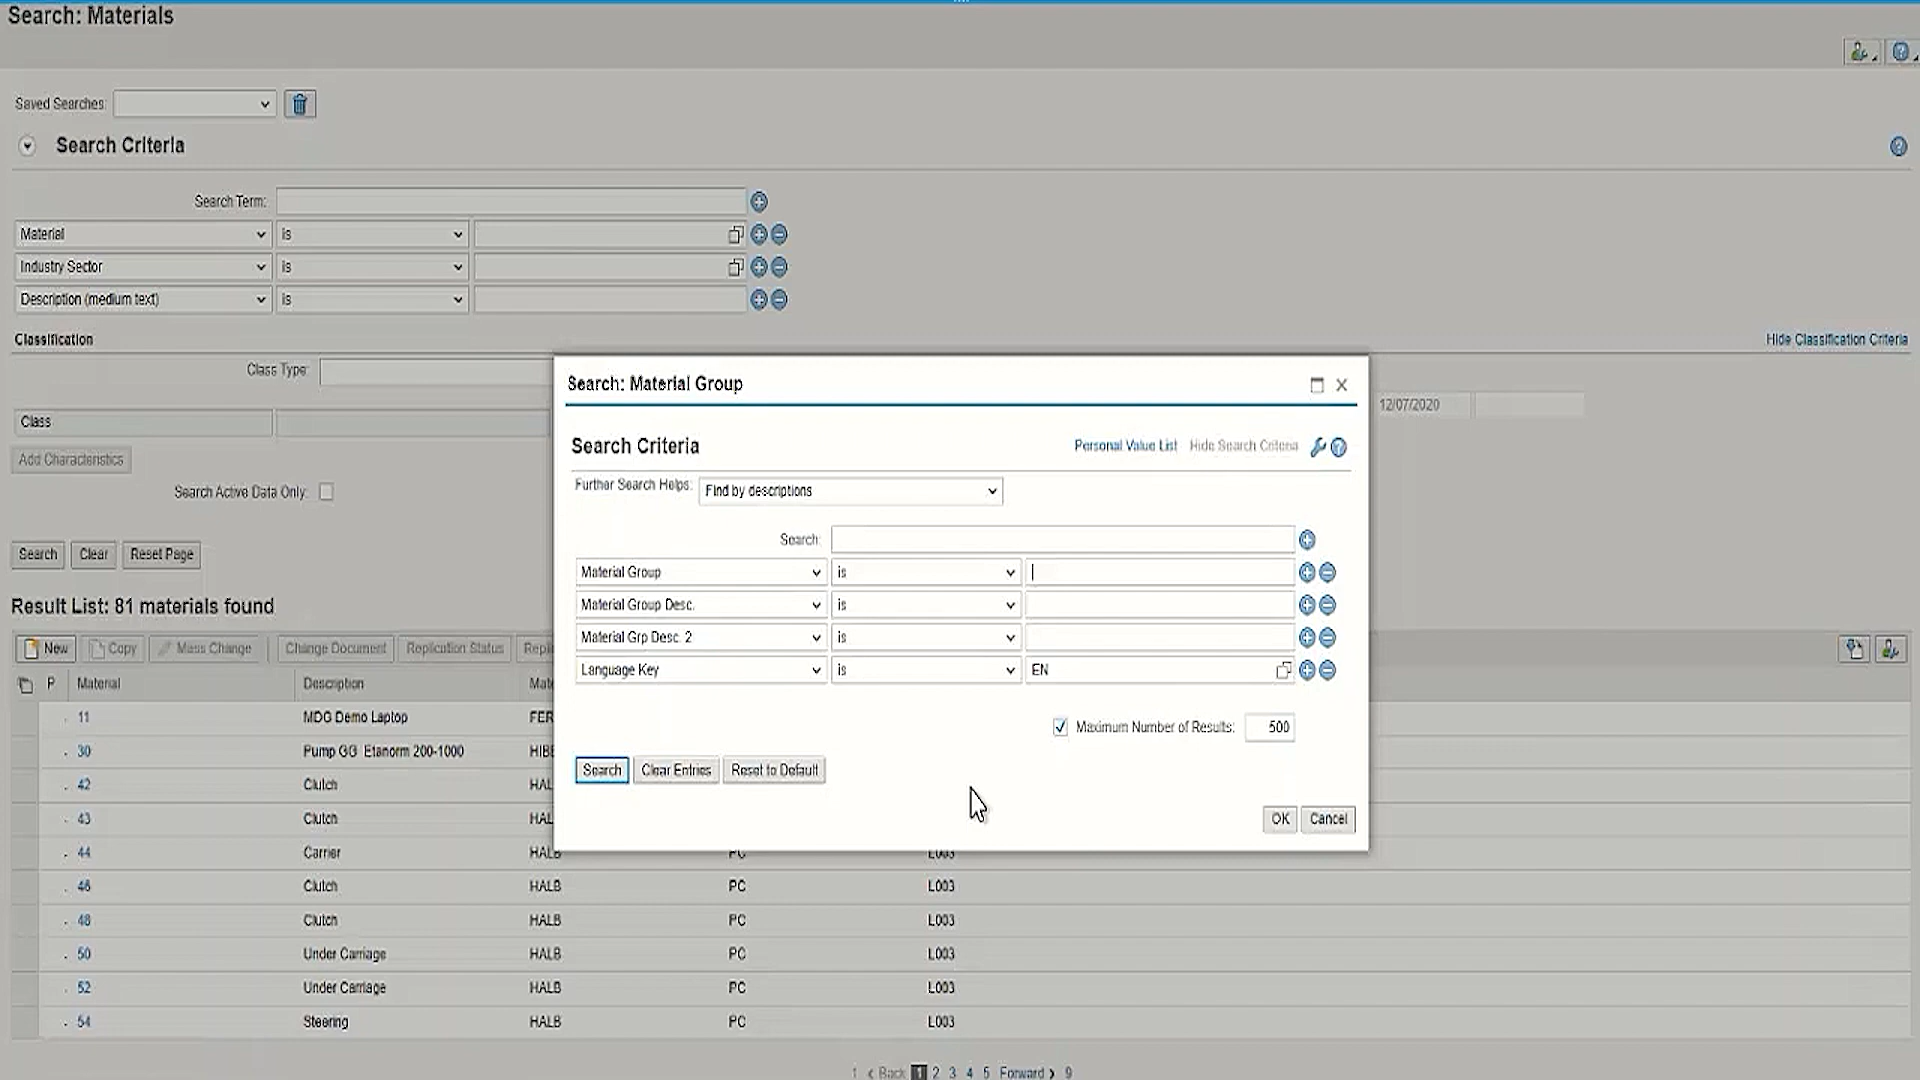 Search: Materials
Saved Searches:
Search Criteria
Search Term:
Material is
Industry Sector is
Description (medium text) is
Classification Hide Classification Criteria
Class Type:
12/07/2020
Class
Add Characteristics
Search Active Data Only:
Search Clear Reset Page
Result List: 81 materials found
New Copy Mass Change Change Document Replication Status Repli
P Material Description Mate
11 MDG Demo Laptop FER
30 Pump GG Etanorm 200-1000 HIBE
42 Clutch HAL
43 Clutch HAL
44 Carrier HALB PC L003
46 Clutch HALB PC L003
48 Clutch HALB PC L003
50 Under Carriage HALB PC L003
52 Under Carriage HALB PC L003
54 Steering HALB PC L003
1 Back 1 2 3 4 5 Forward 9
Search: Material Group
Search Criteria Personal Value List Hide Search Criteria
Further Search Helps: Find by descriptions
Search:
Material Group is
Material Group Desc. is
Material Grp Desc. 2 is
Language Key is EN
Maximum Number of Results: 500
Search Clear Entries Reset to Default
OK Cancel